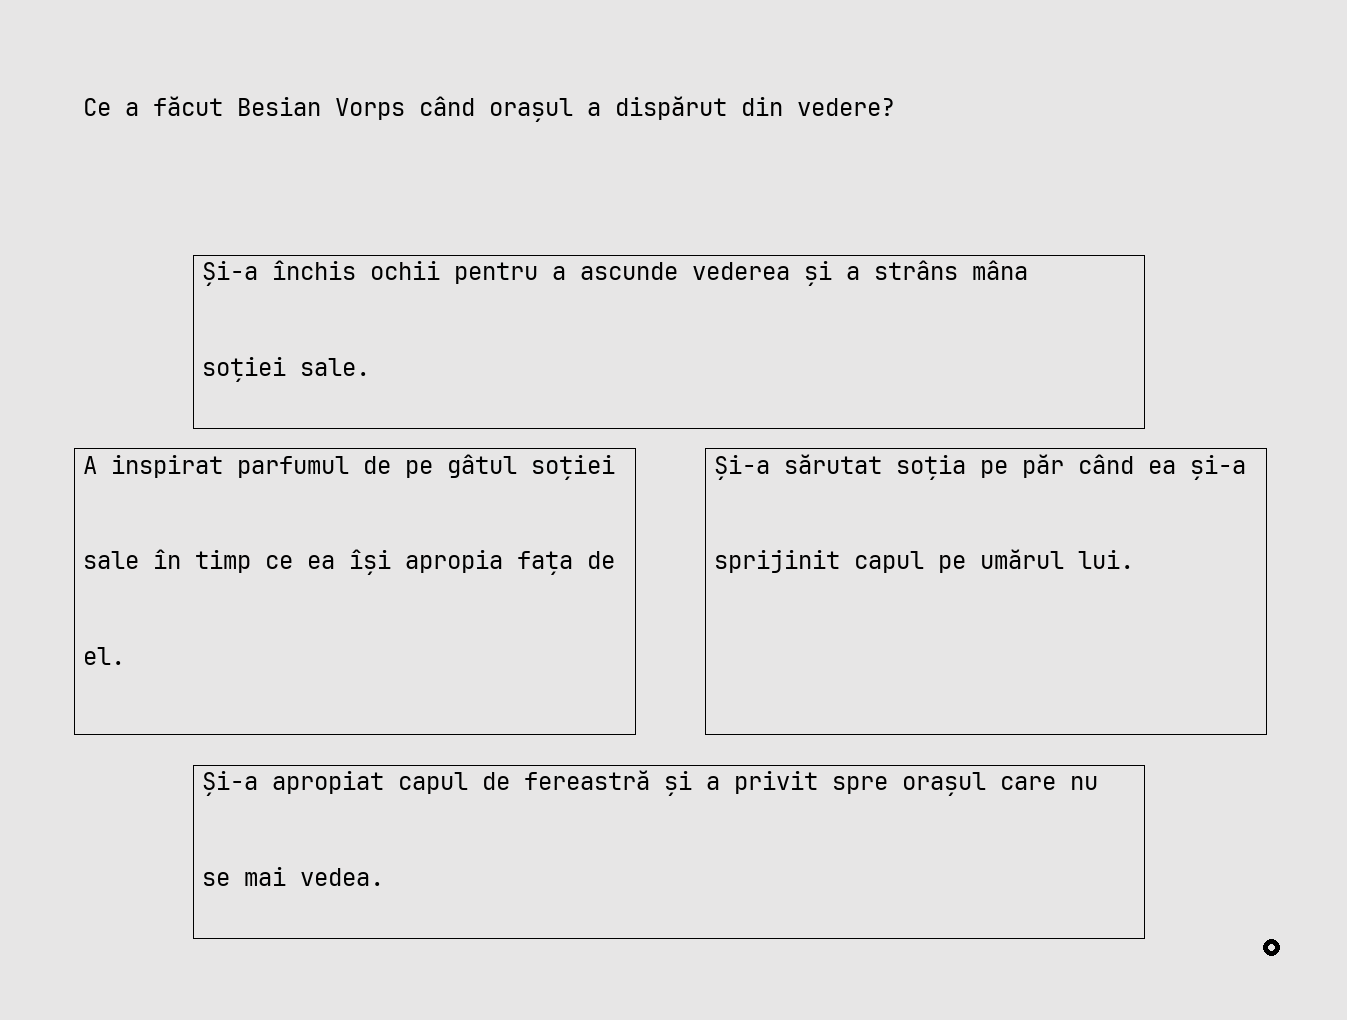 Ce a făcut Besian Vorps când orașul a dispărut din vedere?
Și-a închis ochii pentru a ascunde vederea și a strâns mâna
soției sale.
A inspirat parfumul de pe gâtul soției
sale în timp ce ea își apropia fața de
el.
Și-a sărutat soția pe păr când ea și-a
sprijinit capul pe umărul lui.
Și-a apropiat capul de fereastră și a privit spre orașul care nu
se mai vedea.